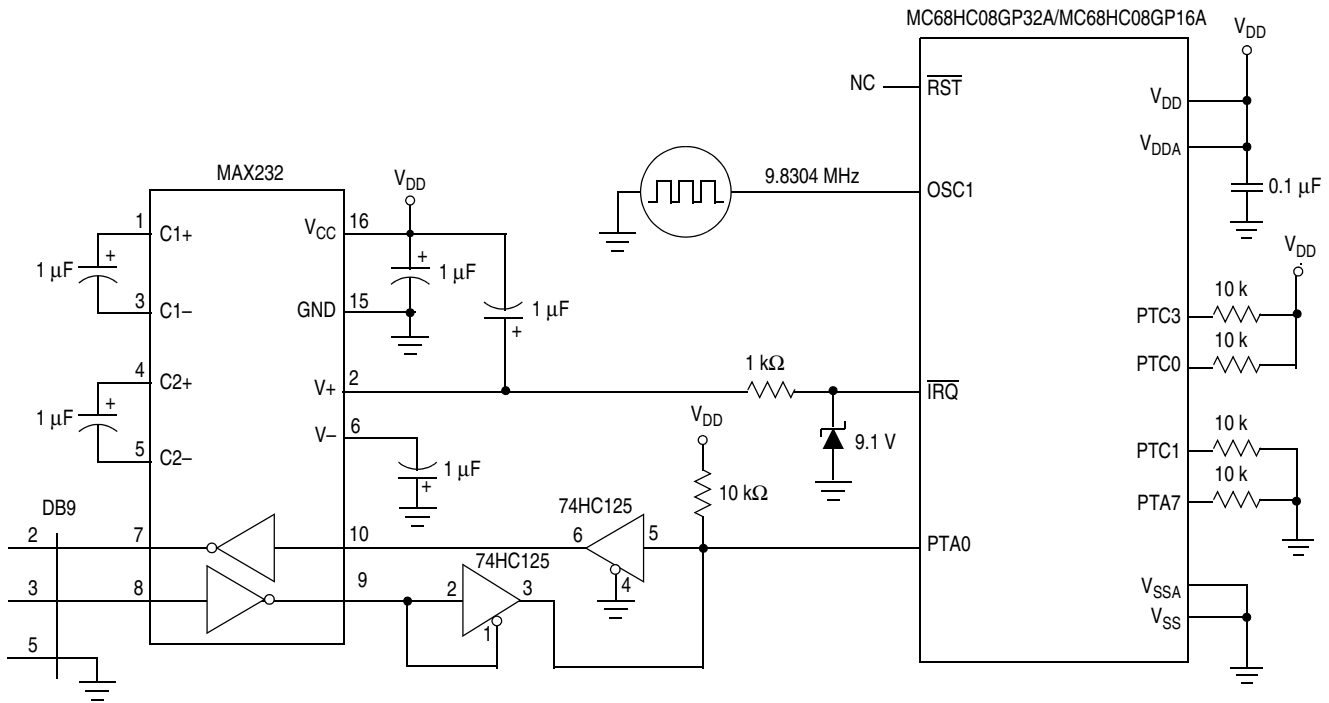 MC68HC08GP32A/MC68HC08GP16A
VDD
NC
RST
VDD
VDDA
0.1 µF
9.8304 MHz
OSC1
MAX232
VDD
1
C1+
VCC
16
1 µF
+
+
1 µF
3
C1–
GND
15
1 µF
+
VDD
10 k
PTC3
10 k
PTC0
4
C2+
V+
2
1 kΩ
IRQ
1 µF
+
V–
6
9.1 V
5
C2–
1 µF
+
VDD
10 kΩ
10 k
PTC1
10 k
PTA7
DB9
74HC125
2
7
10
6
5
4
PTA0
74HC125
3
8
9
2
3
1
5
VSSA
VSS